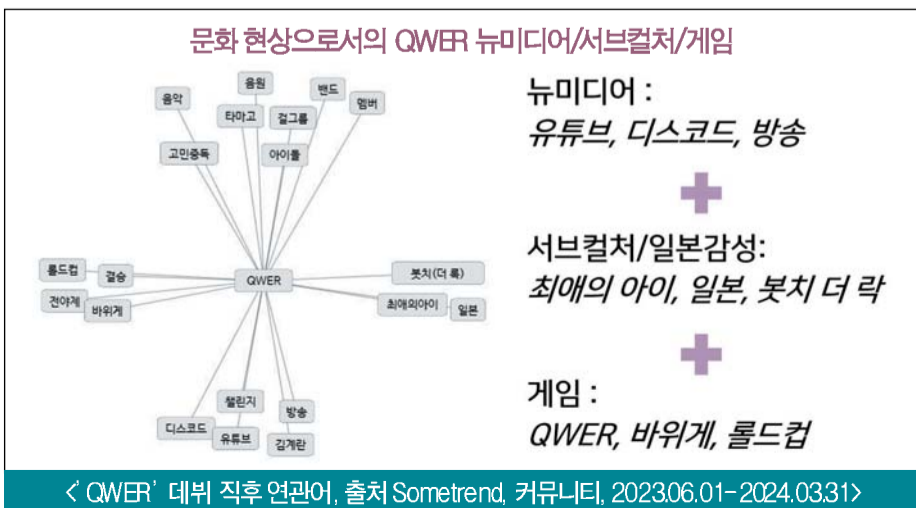 문화 현상으로서의 QWER 뉴미디어/서브컬처/게임
음악
음원
밴드
멤버
타마고
걸그룹
고민중독
아이돌
롤드컵
결승
전야제
바위게
QWER
봇치(더 록)
최애의아이
일본
챌린지
방송
디스코드
유튜브
김계란
뉴미디어 :
유튜브, 디스코드, 방송
서브컬처/일본감성:
최애의 아이, 일본, 봇치 더 락
게임 :
QWER, 바위게, 롤드컵
<‘QWER’ 데뷔 직후 연관어, 출처 Sometrend, 커뮤니티, 2023.06.01-2024.03.31>